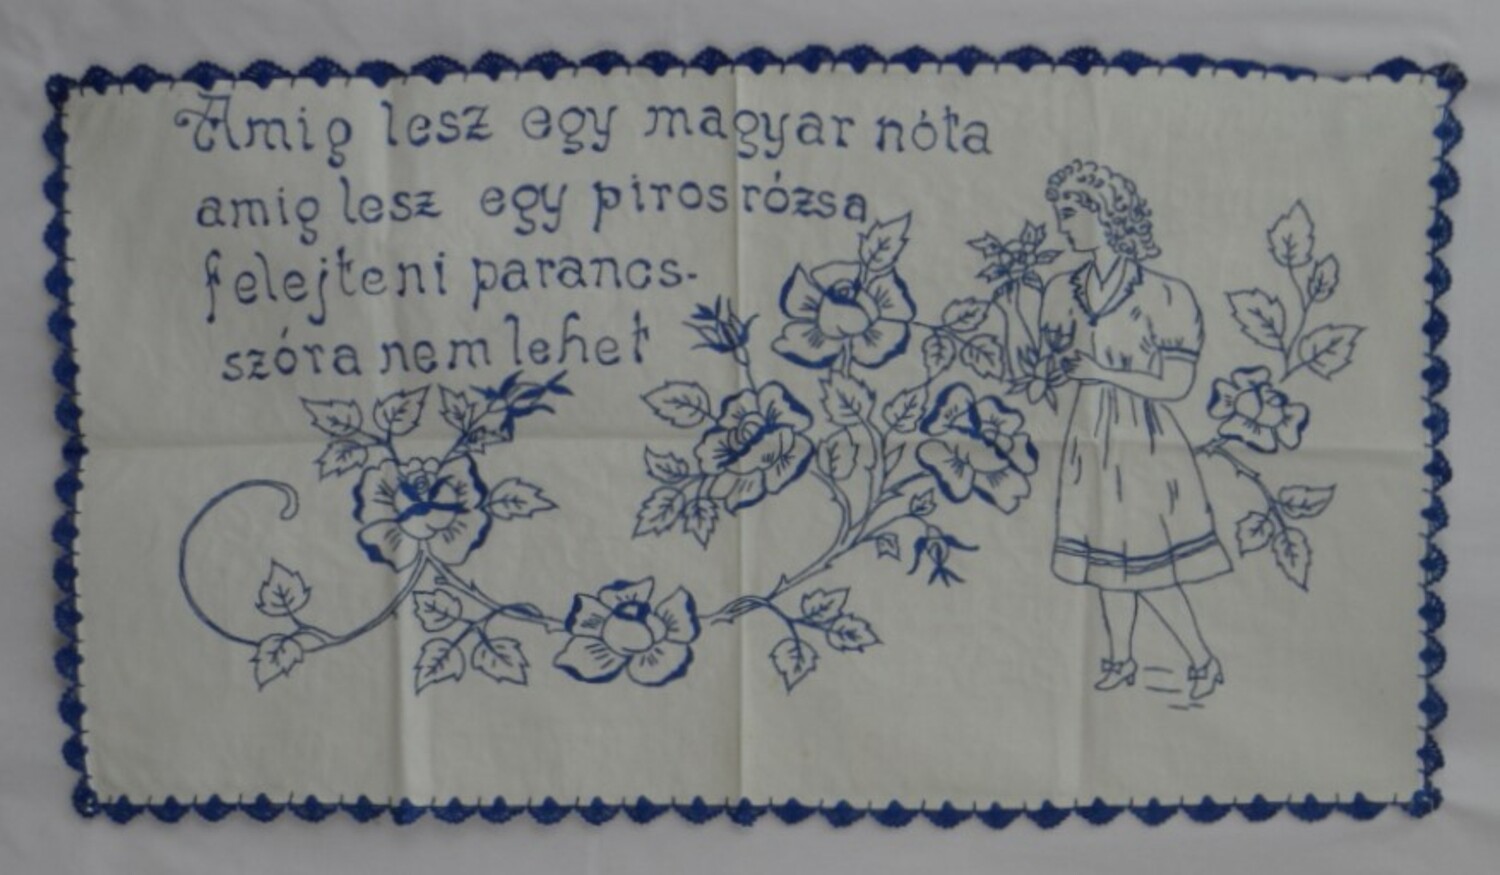 Amig lesz egy magyar nóta
amig lesz egy piros rózsa
felejteni parancs-
szóra nem lehet